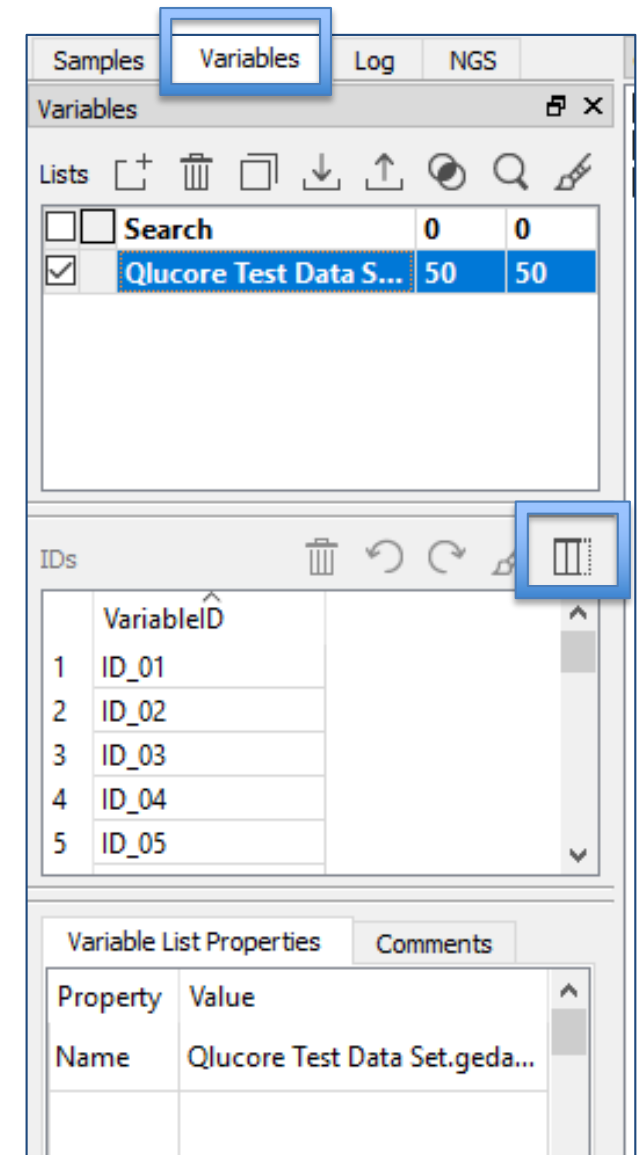 Samples Variables Log NGS
Variables
Lists
Search 0 0
Qlucore Test Data S... 50 50
IDs
VariableID
1 ID_01
2 ID_02
3 ID_03
4 ID_04
5 ID_05
Variable List Properties Comments
Property Value
Name Qlucore Test Data Set.geda...